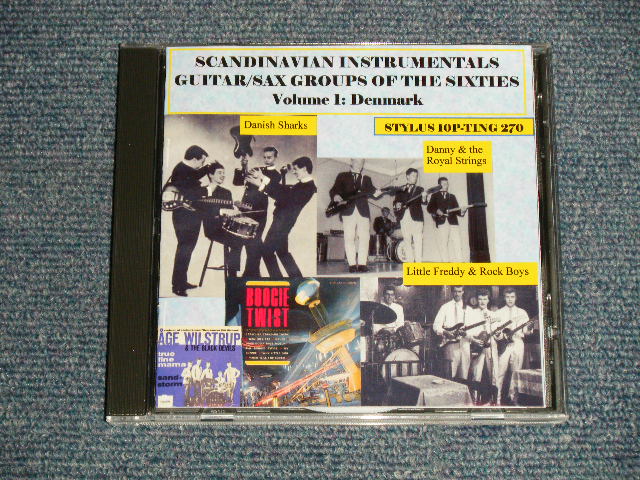 SCANDINAVIAN INSTRUMENTALS
GUITAR/SAX GROUPS OF THE SIXTIES
Volume 1: Denmark
Danish Sharks
STYLUS 10P-TING 270
Danny & the
Royal Strings
Little Freddy & Rock Boys
BOOGIE
TWIST
AGE WILSTRUP
& THE BLACK DEVILS
true
fine
mama
sand-
storm